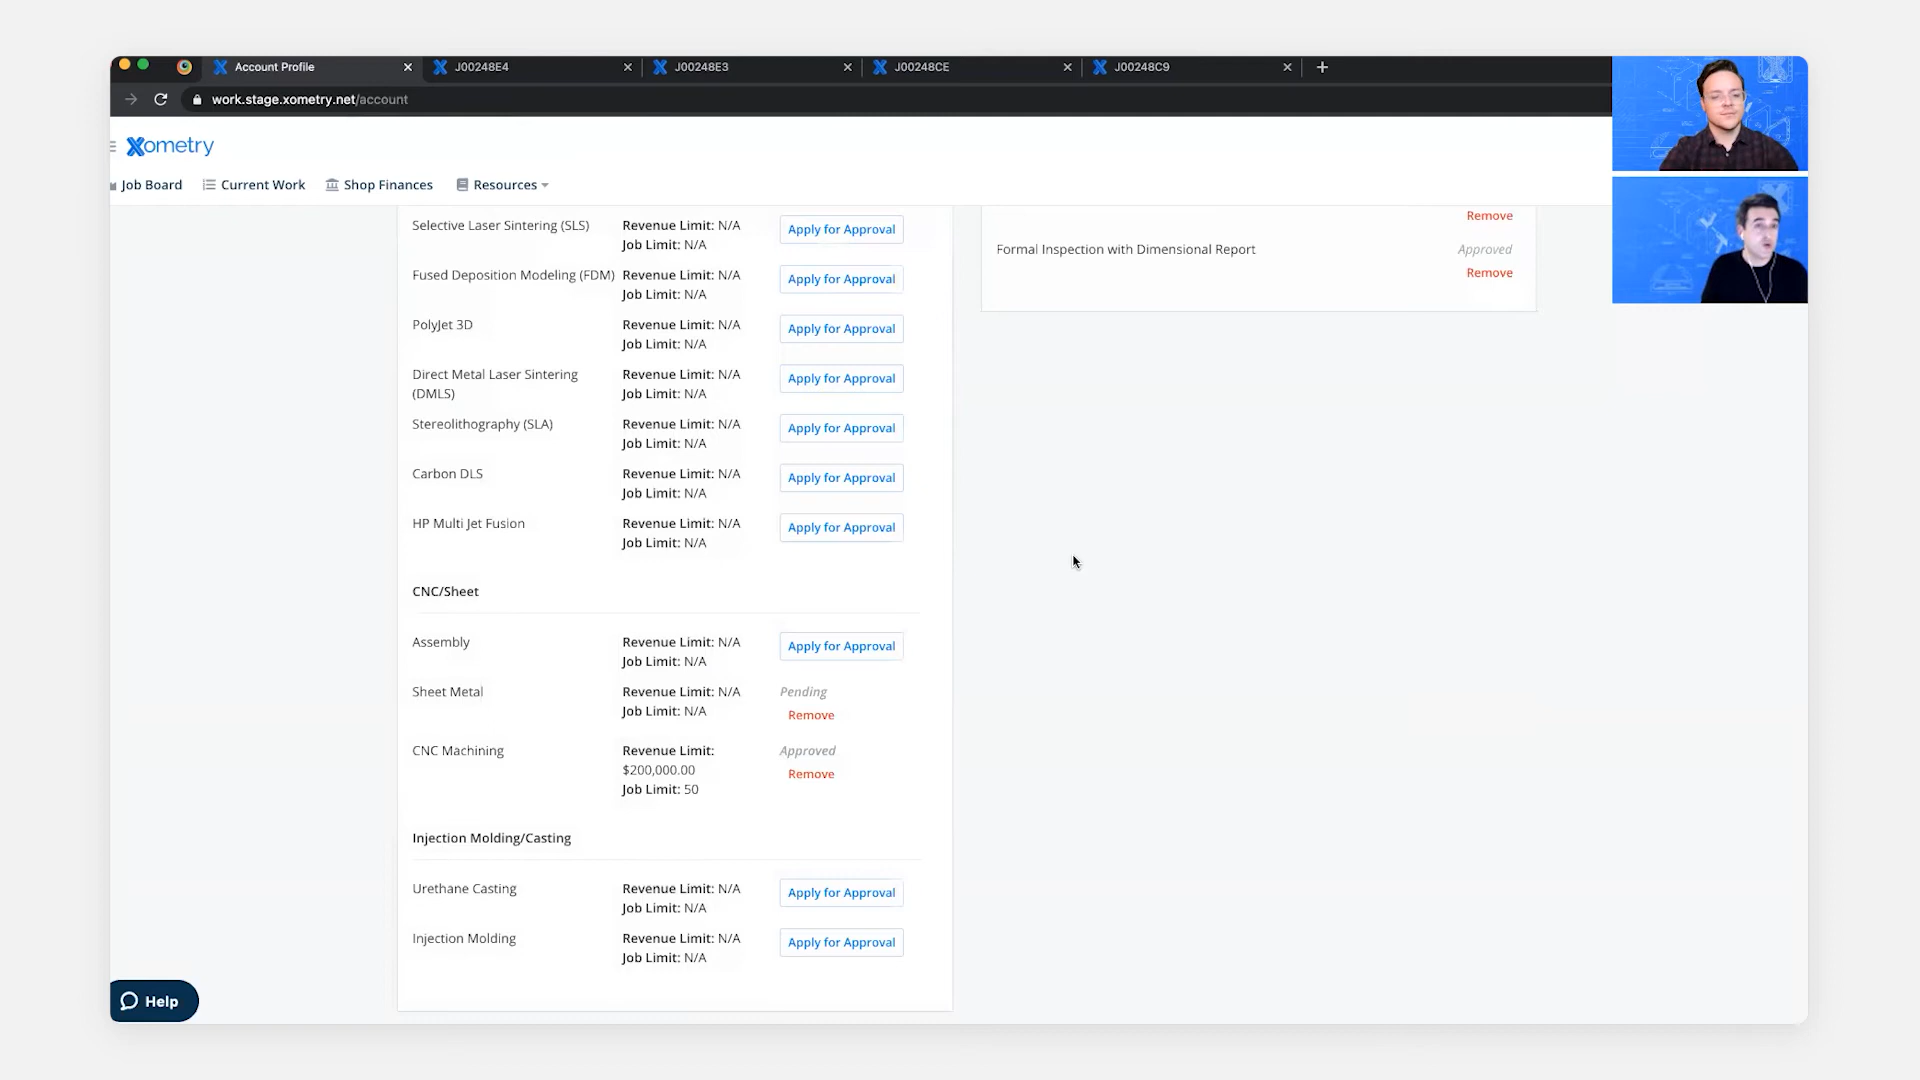 Account Profile
J00248E4
J00248E3
J00248CE
J00248C9
work.stage.xometry.net/account
Xometry
Job Board
Current Work
Shop Finances
Resources
Selective Laser Sintering (SLS)
Revenue Limit: N/A
Job Limit: N/A
Apply for Approval
Fused Deposition Modeling (FDM)
Revenue Limit: N/A
Job Limit: N/A
Apply for Approval
PolyJet 3D
Revenue Limit: N/A
Job Limit: N/A
Apply for Approval
Direct Metal Laser Sintering
(DMLS)
Revenue Limit: N/A
Job Limit: N/A
Apply for Approval
Stereolithography (SLA)
Revenue Limit: N/A
Job Limit: N/A
Apply for Approval
Carbon DLS
Revenue Limit: N/A
Job Limit: N/A
Apply for Approval
HP Multi Jet Fusion
Revenue Limit: N/A
Job Limit: N/A
Apply for Approval
CNC/Sheet
Assembly
Revenue Limit: N/A
Job Limit: N/A
Apply for Approval
Sheet Metal
Revenue Limit: N/A
Job Limit: N/A
Pending
Remove
CNC Machining
Revenue Limit:
$200,000.00
Job Limit: 50
Approved
Remove
Injection Molding/Casting
Urethane Casting
Revenue Limit: N/A
Job Limit: N/A
Apply for Approval
Injection Molding
Revenue Limit: N/A
Job Limit: N/A
Apply for Approval
Remove
Formal Inspection with Dimensional Report
Approved
Remove
Help